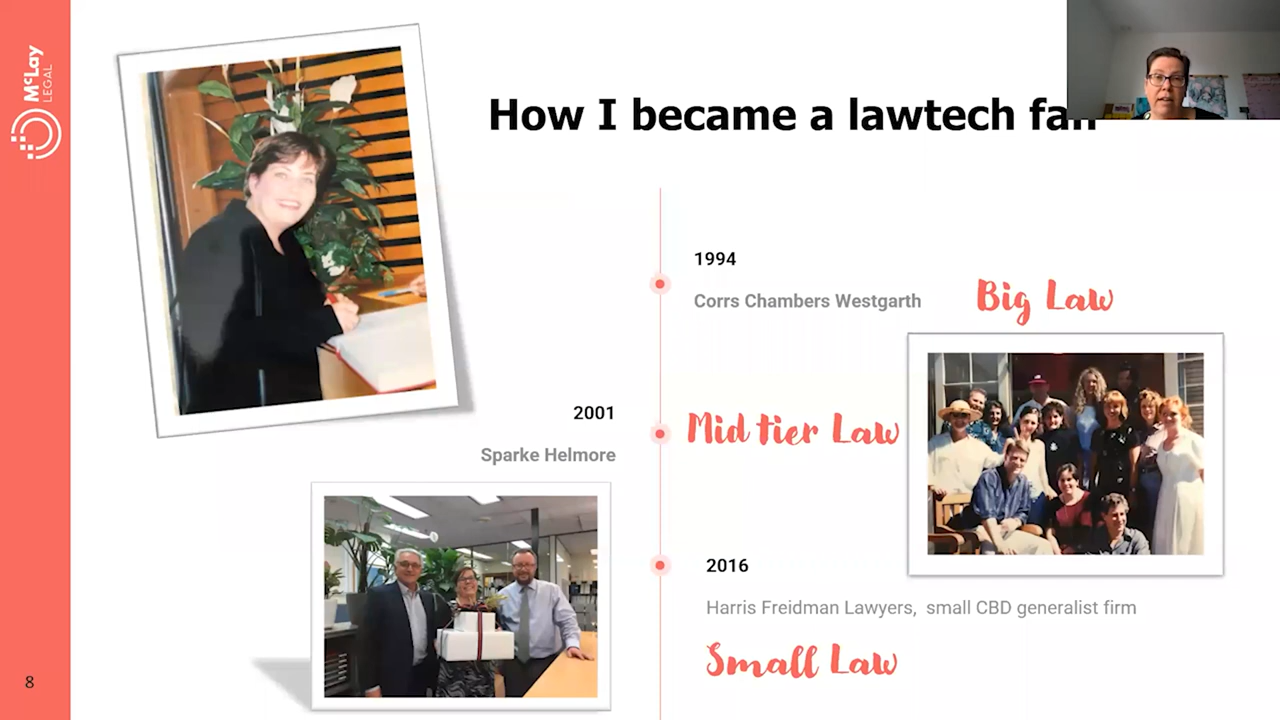 McLay
LEGAL
How I became a lawtech fan
1994
Corrs Chambers Westgarth
Big Law
2001
Sparke Helmore
Mid tier Law
2016
Harris Freidman Lawyers, small CBD generalist firm
Small Law
8